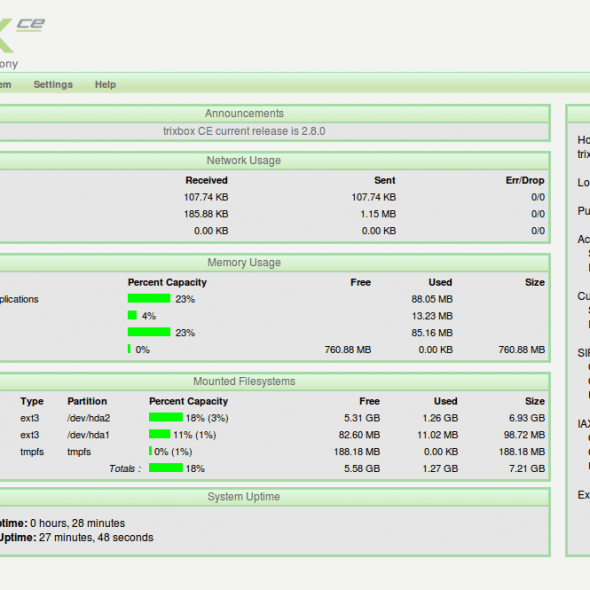 ce
ony
em Settings Help
Announcements
trixbox CE current release is 2.8.0
Network Usage
Received Sent Err/Drop
107.74 KB 107.74 KB 0/0
185.88 KB 1.15 MB 0/0
0.00 KB 0.00 KB 0/0
Memory Usage
Percent Capacity Free Used Size
plications 23% 88.05 MB
4% 13.23 MB
23% 85.16 MB
0% 760.88 MB 0.00 KB 760.88 MB
Mounted Filesystems
Type Partition Percent Capacity Free Used Size
ext3 /dev/hda2 18% (3%) 5.31 GB 1.26 GB 6.93 GB
ext3 /dev/hda1 11% (1%) 82.60 MB 11.02 MB 98.72 MB
tmpfs tmpfs 0% (1%) 188.18 MB 0.00 KB 188.18 MB
Totals : 18% 5.58 GB 1.27 GB 7.21 GB
System Uptime
ptime: 0 hours, 28 minutes
Uptime: 27 minutes, 48 seconds
Ho
trix
Lo
Pu
Ac
Cu
SIP
IAX
Ex